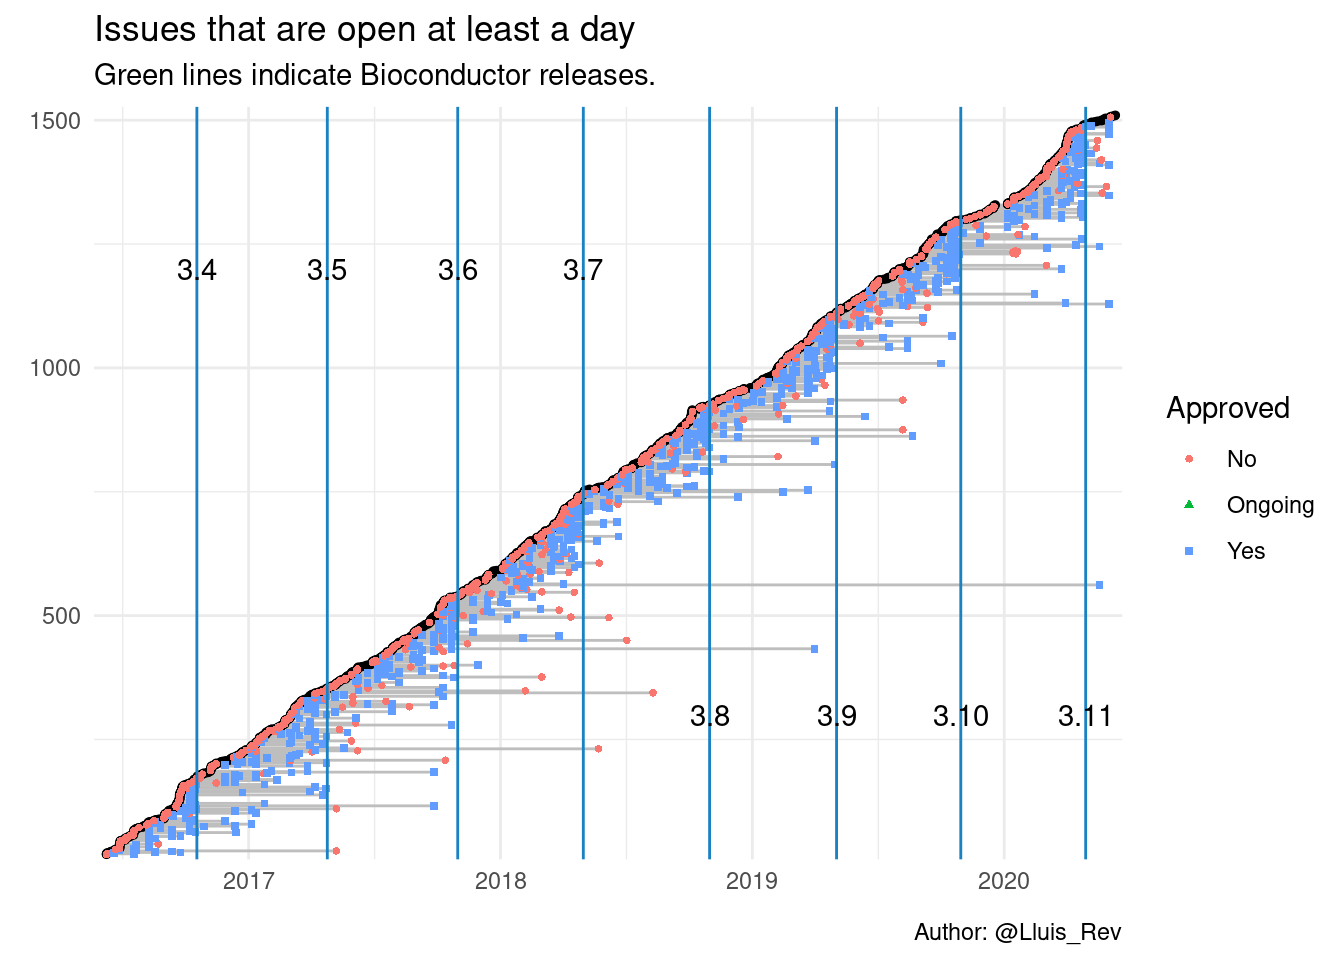 Issues that are open at least a day
Green lines indicate Bioconductor releases.
1500
1000
500
3.4
3.5
3.6
3.7
3.8
3.9
3.10
3.11
2017
2018
2019
2020
Approved
No
Ongoing
Yes
Author: @Lluis_Rev